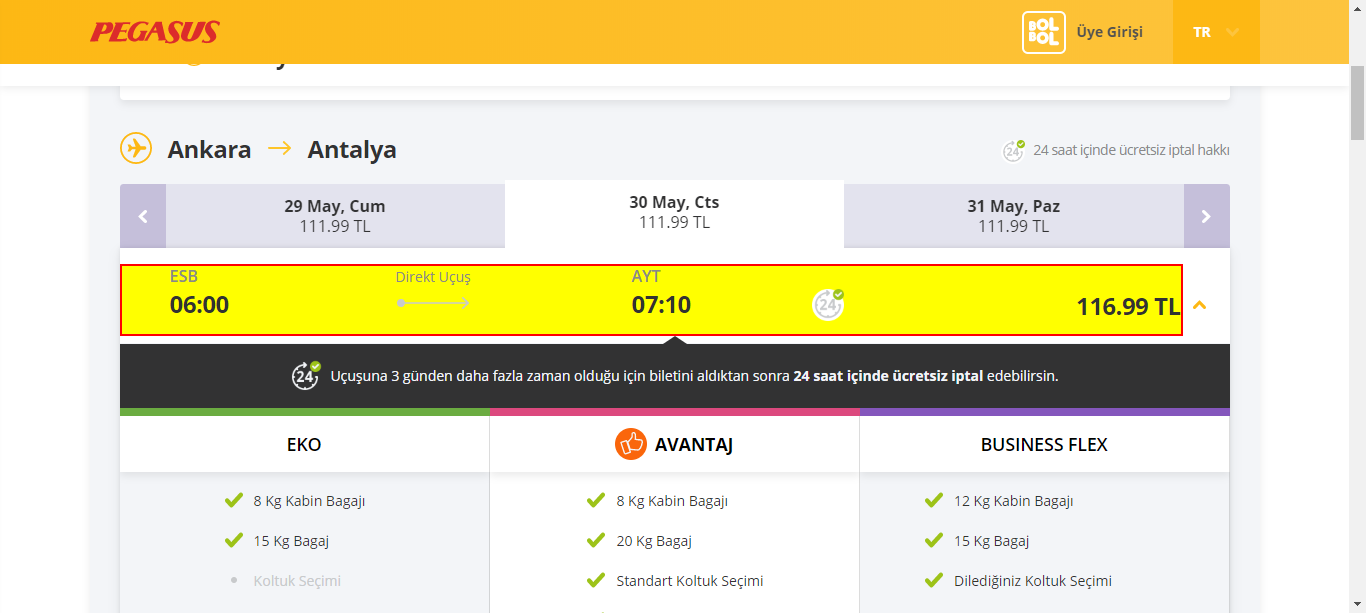 PEGASUS
BOL BOL
Üye Girişi
TR
Ankara → Antalya
24 saat içinde ücretsiz iptal hakkı
29 May, Cum
111.99 TL
30 May, Cts
111.99 TL
31 May, Paz
111.99 TL
ESB
Direkt Uçuş
AYT
06:00
07:10
24
116.99 TL
24 Uçuşuna 3 günden daha fazla zaman olduğu için biletini aldıktan sonra 24 saat içinde ücretsiz iptal edebilirsin.
EKO
AVANTAJ
BUSINESS FLEX
8 Kg Kabin Bagajı
8 Kg Kabin Bagajı
12 Kg Kabin Bagajı
15 Kg Bagaj
20 Kg Bagaj
15 Kg Bagaj
Koltuk Seçimi
Standart Koltuk Seçimi
Dilediğiniz Koltuk Seçimi